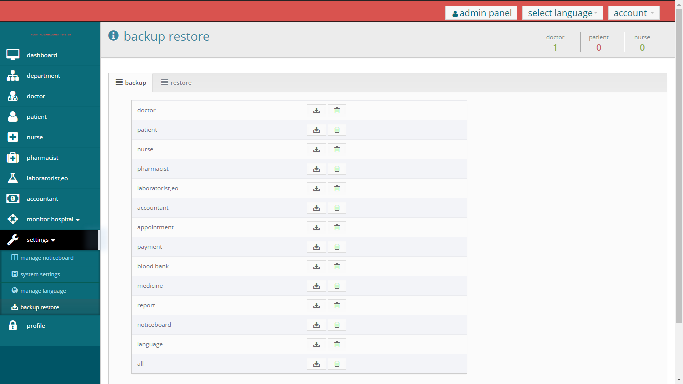 admin panel
select language
account
backup restore
doctor
1
patient
0
nurse
0
dashboard
department
doctor
patient
nurse
pharmacist
laboratorist,eo
accountant
monitor hospital
settings
manage noticeboard
system settings
manage language
backup restore
profile
backup
restore
doctor
patient
nurse
pharmacist
laboratorist,eo
accountant
appointment
payment
blood bank
medicine
report
noticeboard
language
all